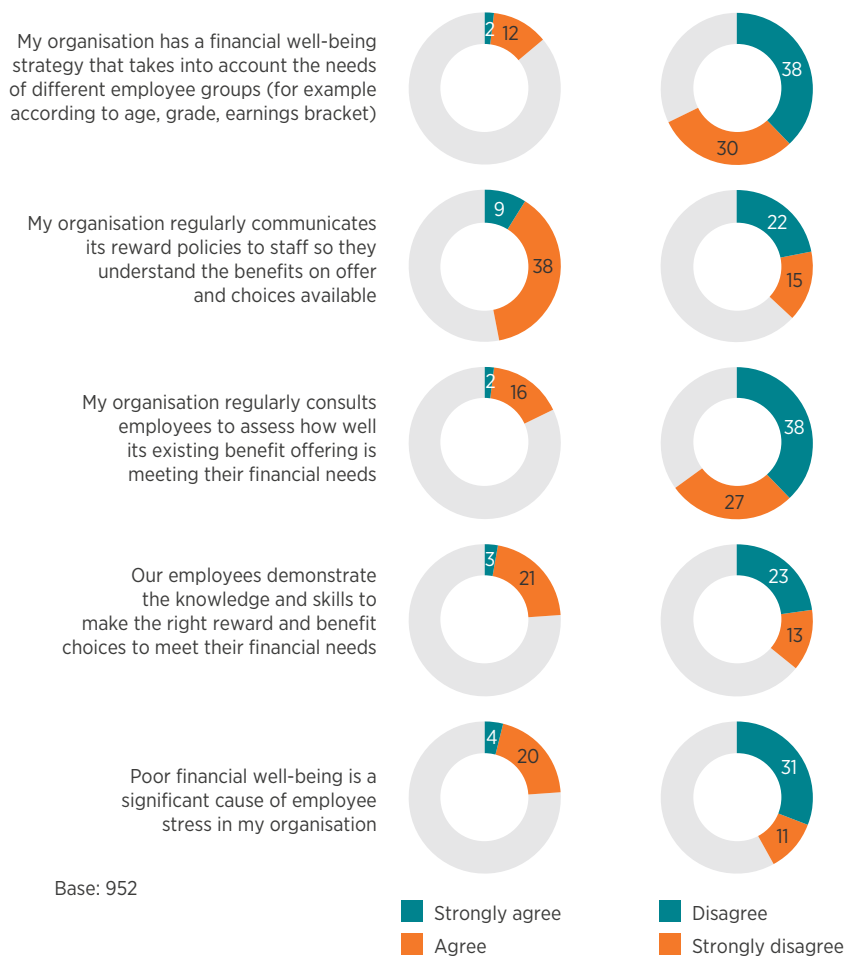 My organisation has a financial well-being
strategy that takes into account the needs
of different employee groups (for example
according to age, grade, earnings bracket)
2 12
38
30
My organisation regularly communicates
its reward policies to staff so they
understand the benefits on offer
and choices available
9
38
22
15
My organisation regularly consults
employees to assess how well
its existing benefit offering is
meeting their financial needs
2 16
38
27
Our employees demonstrate
the knowledge and skills to
make the right reward and benefit
choices to meet their financial needs
3
21
23
13
Poor financial well-being is a
significant cause of employee
stress in my organisation
4
20
31
11
Base: 952
Strongly agree
Agree
Disagree
Strongly disagree